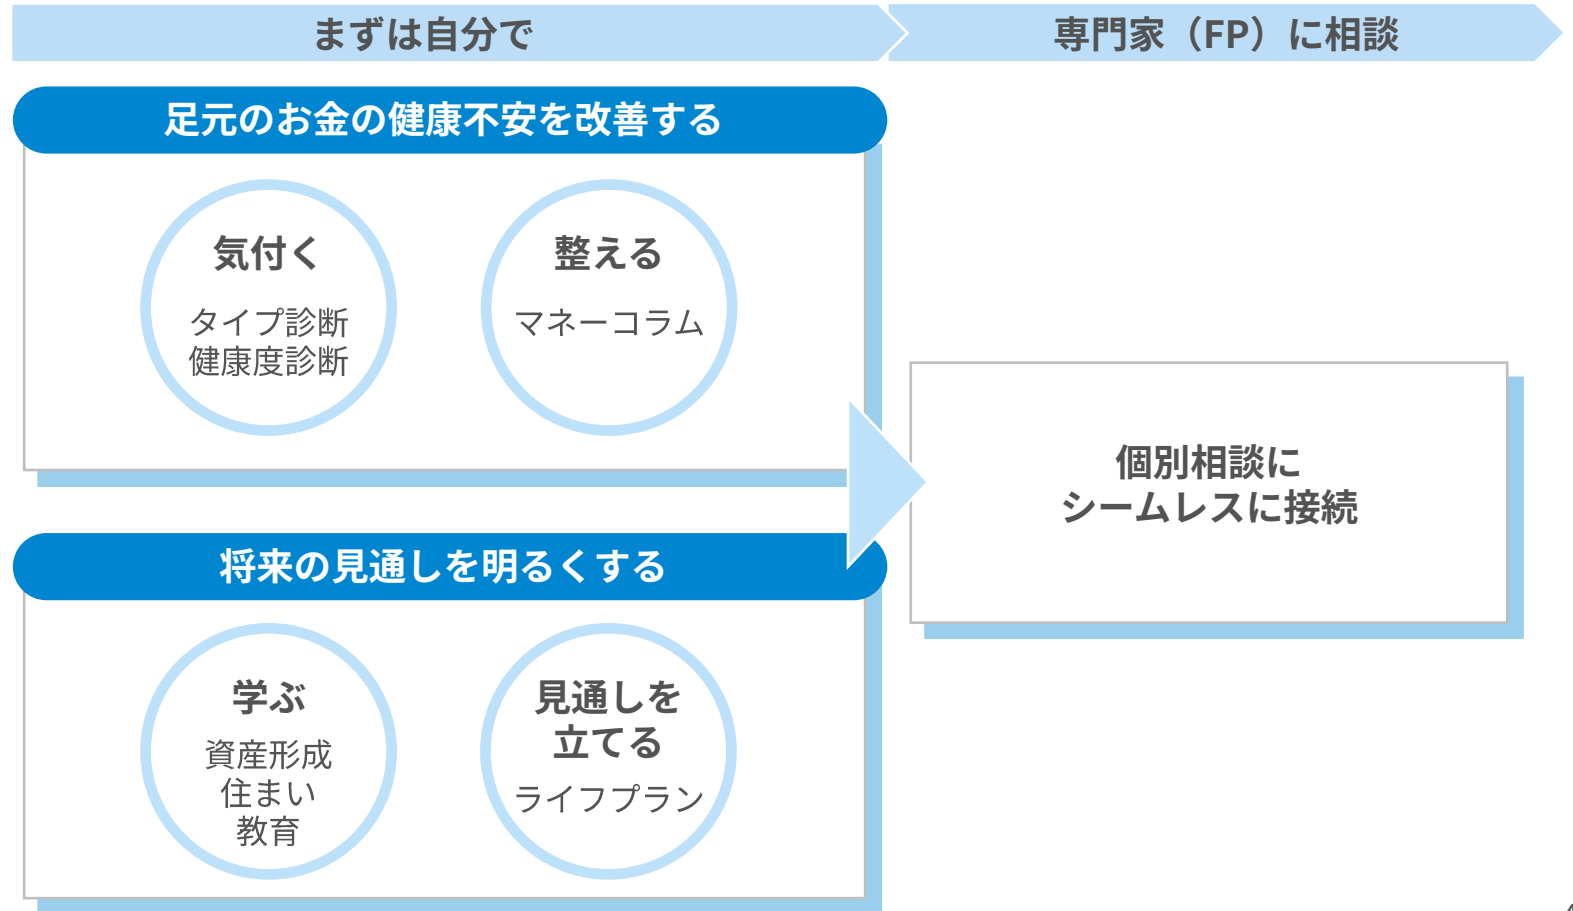 まずは自分で
専門家（FP）に相談
足元のお金の健康不安を改善する
気付く
タイプ診断
健康度診断
整える
マネーコラム
将来の見通しを明るくする
学ぶ
資産形成
住まい
教育
見通しを
立てる
ライフプラン
個別相談に
シームレスに接続